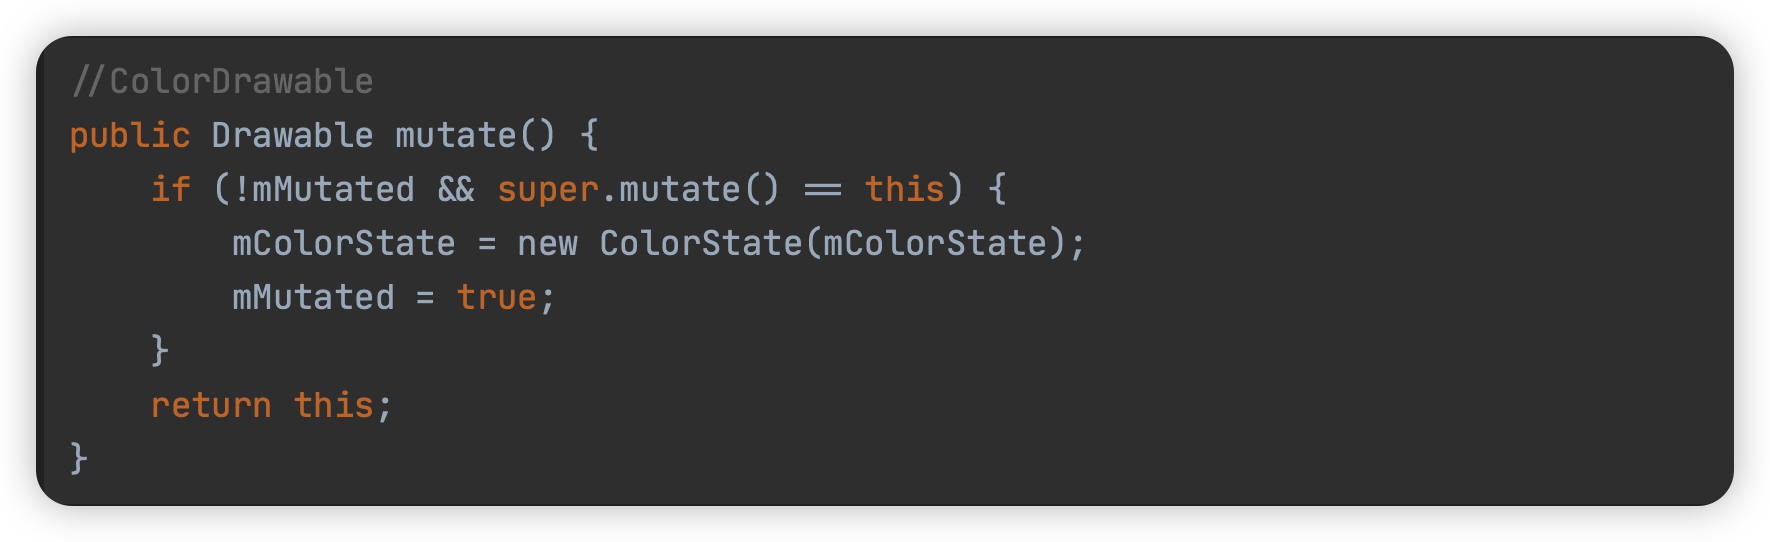 //ColorDrawable
public Drawable mutate() {
    if (!mMutated && super.mutate() == this) {
        mColorState = new ColorState(mColorState);
        mMutated = true;
    }
    return this;
}